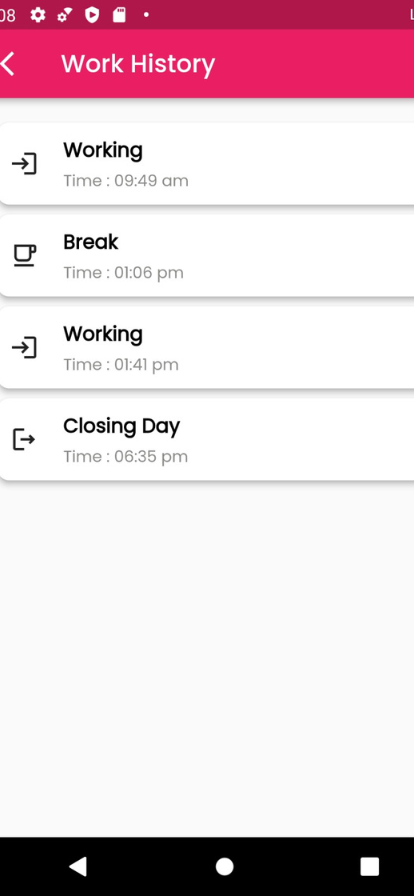 08
Work History
Working
Time : 09:49 am
Break
Time : 01:06 pm
Working
Time : 01:41 pm
Closing Day
Time : 06:35 pm